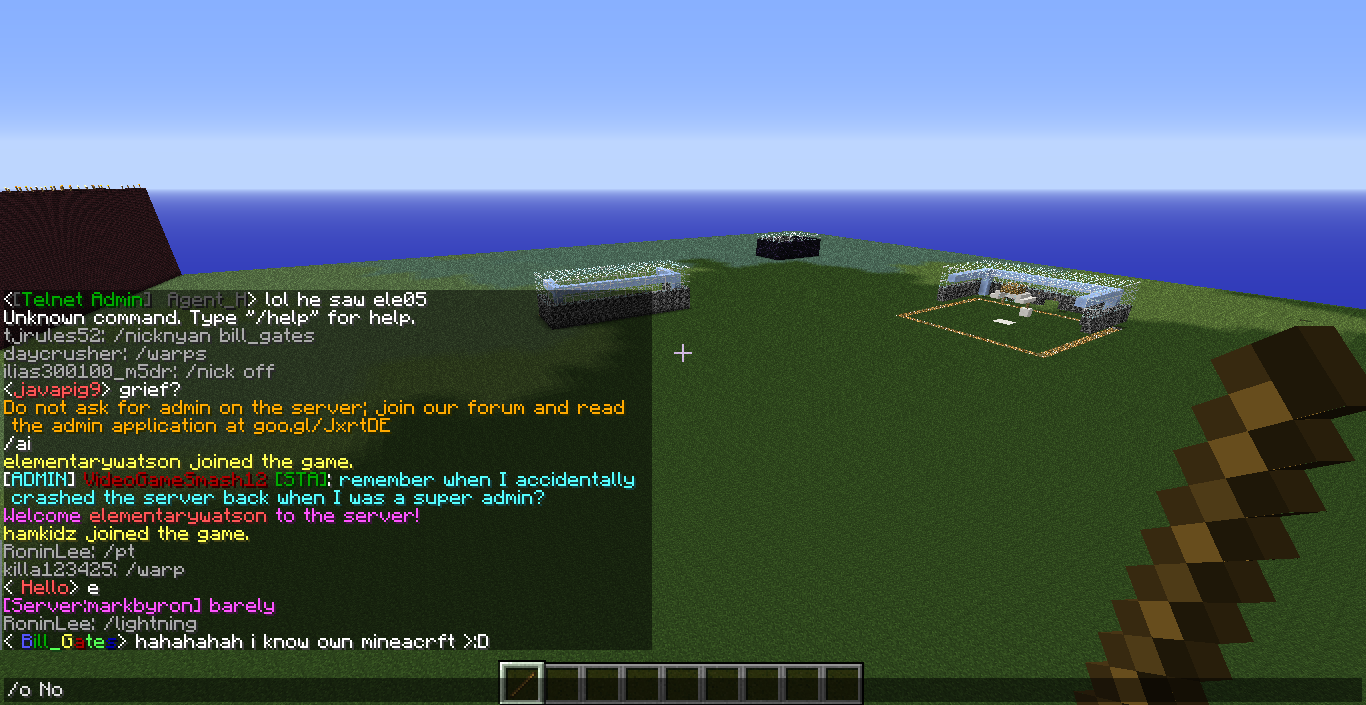 <[Telnet Admin] Agent_H> lol he saw ele05
Unknown command. Type "/help" for help.
tjrules52: /nicknyan bill_gates
daycrusher: /warps
ilias300100_m5dr: /nick off
<javapig9> grief?
Do not ask for admin on the server; join our forum and read
the admin application at goo.gl/JxrtDE
/ai
elementarywatson joined the game.
[ADMIN] VideoGameSmash12 [STA]: remember when I accidentally
crashed the server back when I was a super admin?
Welcome elementarywatson to the server!
hamkidz joined the game.
RoninLee: /pt
killa123425: /warp
< Hello> e
[Server:markbyron] barely
RoninLee: /lightning
< Bill_Gates> hahahahah i know own mineacrft >:D
/o No